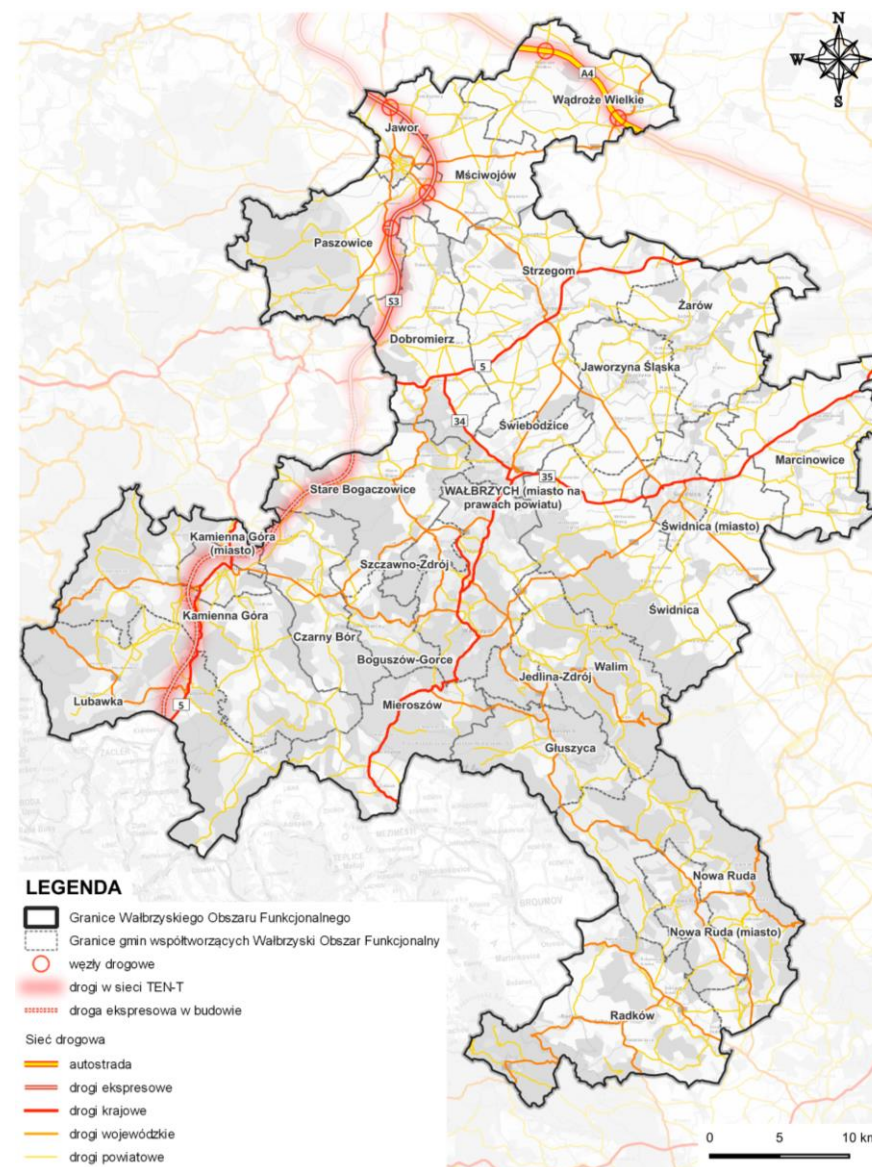 N
W E
S
A4
Wądroże Wielkie
Jawor
Mściwojów
Paszowice
Strzegom
S3
Żarów
Dobromierz
5
Jaworzyna Śląska
34
Świebodzice
Marcinowice
35
Stare Bogaczowice
WAŁBRZYCH (miasto na
prawach powiatu)
Świdnica (miasto)
Kamienna Góra
(miasto)
Szczawno-Zdrój
Kamienna Góra
Świdnica
Czarny Bór
Boguszów-Gorce
Walim
Jedlina-Zdrój
Lubawka
5
Mieroszów
Głuszyca
Nowa Ruda
Nowa Ruda (miasto)
Radków
LEGENDA
Granice Wałbrzyskiego Obszaru Funkcjonalnego
Granice gmin współtworzących Wałbrzyski Obszar Funkcjonalny
węzły drogowe
drogi w sieci TEN-T
droga ekspresowa w budowie
Sieć drogowa
autostrada
drogi ekspresowe
drogi krajowe
drogi wojewódzkie
drogi powiatowe
0 5 10 km